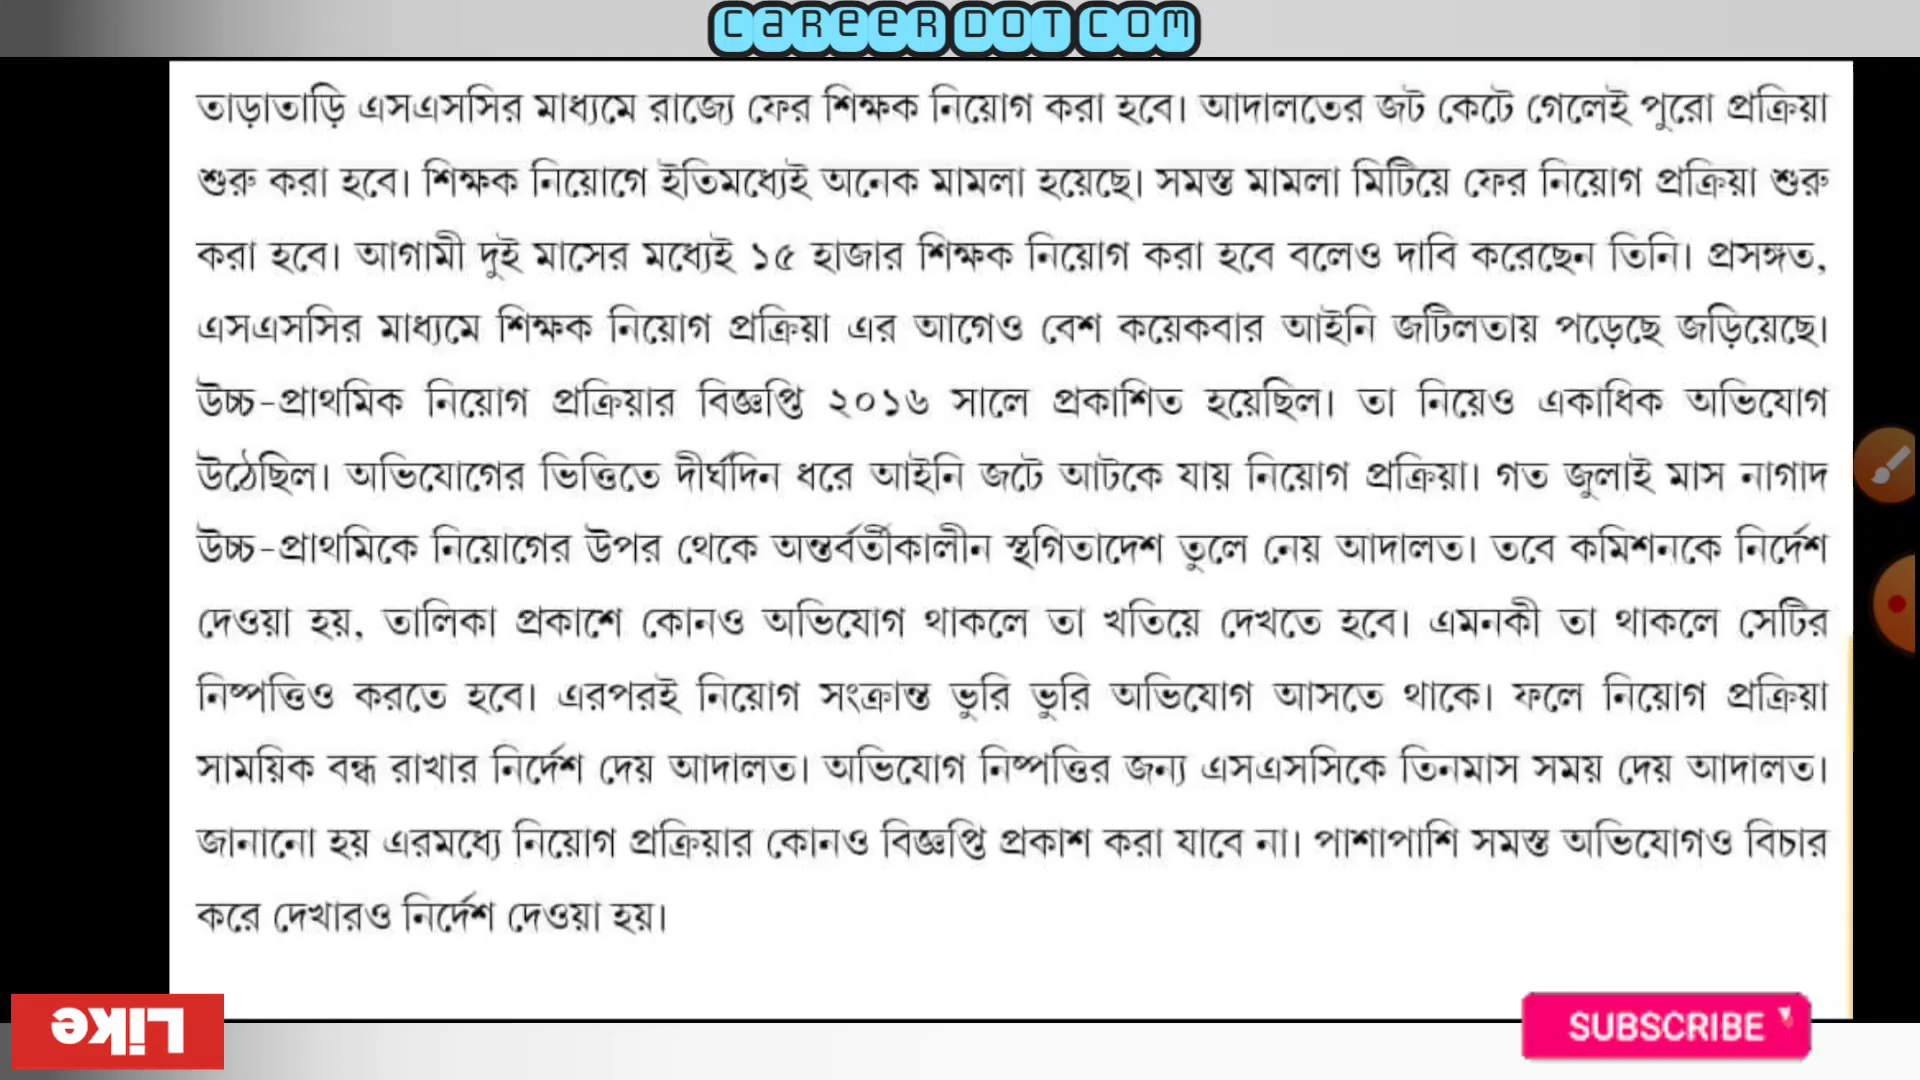 CaReeR DOT COM
তাড়াতাড়ি এসএসসির মাধ্যমে রাজ্যে ফের শিক্ষক নিয়োগ করা হবে। আদালতের জট কেটে গেলেই পুরো প্রক্রিয়া
শুরু করা হবে। শিক্ষক নিয়োগে ইতিমধ্যেই অনেক মামলা হয়েছে। সমস্ত মামলা মিটিয়ে ফের নিয়োগ প্রক্রিয়া শুরু
করা হবে। আগামী দুই মাসের মধ্যেই ১৫ হাজার শিক্ষক নিয়োগ করা হবে বলেও দাবি করেছেন তিনি। প্রসঙ্গত,
এসএসসির মাধ্যমে শিক্ষক নিয়োগ প্রক্রিয়া এর আগেও বেশ কয়েকবার আইনি জটিলতায় পড়েছে জড়িয়েছে।
উচ্চ-প্রাথমিক নিয়োগ প্রক্রিয়ার বিজ্ঞপ্তি ২০১৬ সালে প্রকাশিত হয়েছিল। তা নিয়েও একাধিক অভিযোগ
উঠেছিল। অভিযোগের ভিত্তিতে দীর্ঘদিন ধরে আইনি জটে আটকে যায় নিয়োগ প্রক্রিয়া। গত জুলাই মাস নাগাদ
উচ্চ-প্রাথমিকে নিয়োগের উপর থেকে অন্তর্বর্তীকালীন স্থগিতাদেশ তুলে নেয় আদালত। তবে কমিশনকে নির্দেশ
দেওয়া হয়, তালিকা প্রকাশে কোনও অভিযোগ থাকলে তা খতিয়ে দেখতে হবে। এমনকী তা থাকলে সেটির
নিষ্পত্তিও করতে হবে। এরপরই নিয়োগ সংক্রান্ত ভুরি ভুরি অভিযোগ আসতে থাকে। ফলে নিয়োগ প্রক্রিয়া
সাময়িক বন্ধ রাখার নির্দেশ দেয় আদালত। অভিযোগ নিষ্পত্তির জন্য এসএসসিকে তিনমাস সময় দেয় আদালত।
জানানো হয় এরমধ্যে নিয়োগ প্রক্রিয়ার কোনও বিজ্ঞপ্তি প্রকাশ করা যাবে না। পাশাপাশি সমস্ত অভিযোগও বিচার
করে দেখারও নির্দেশ দেওয়া হয়।
Like
SUBSCRIBE